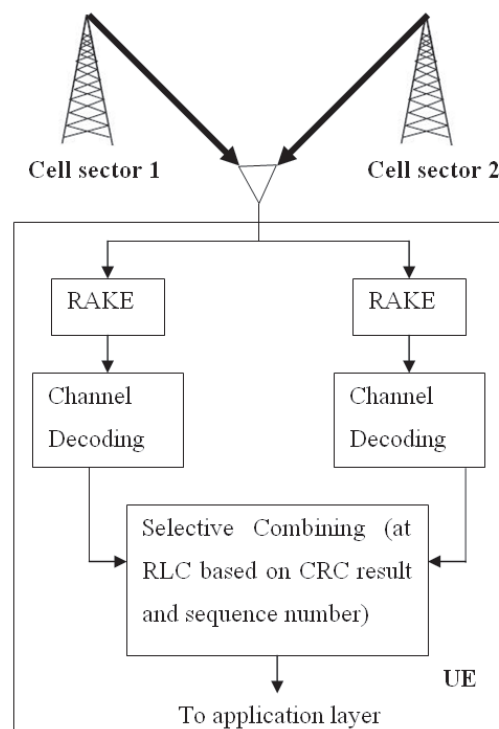 Cell sector 1
Cell sector 2
RAKE
RAKE
Channel
Decoding
Channel
Decoding
Selective Combining (at
RLC based on CRC result
and sequence number)
UE
To application layer